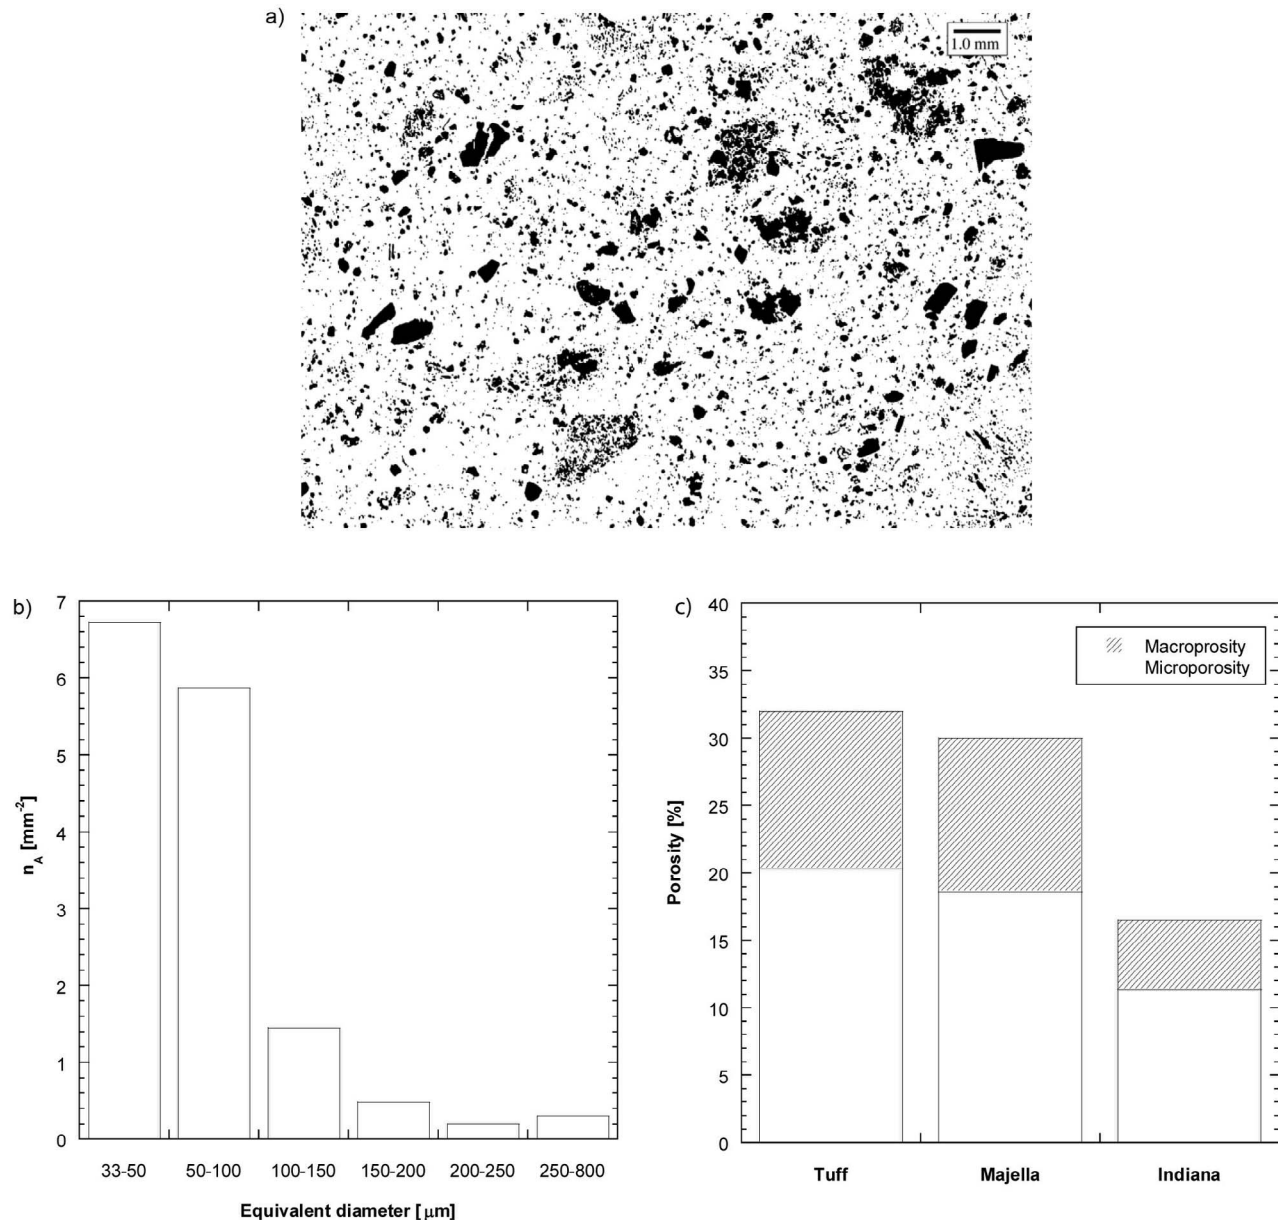 a)
1.0 mm
b)
7
6
5
4
3
2
1
0
n_A [mm^-2]
33-50 50-100 100-150 150-200 200-250 250-800
Equivalent diameter [ μm]
c)
40
35
30
25
20
15
10
5
0
Porosity [%]
Macroprosity
Microporosity
Tuff Majella Indiana